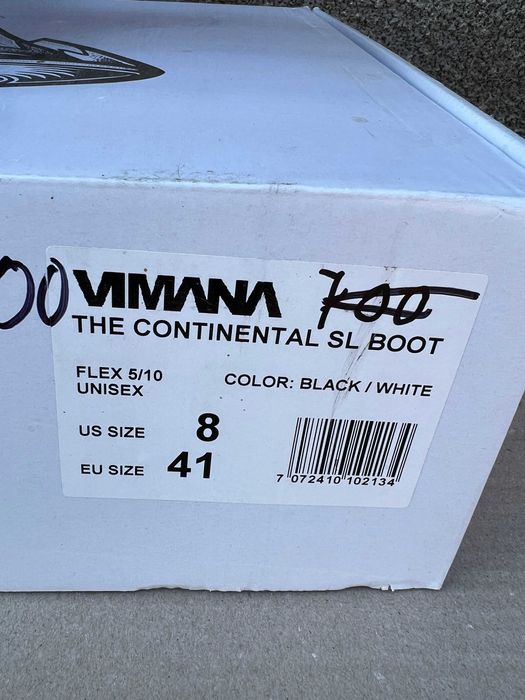 00 VIMANA 700
THE CONTINENTAL SL BOOT
FLEX 5/10
UNISEX
COLOR: BLACK / WHITE
US SIZE 8
EU SIZE 41
7 072410 102134